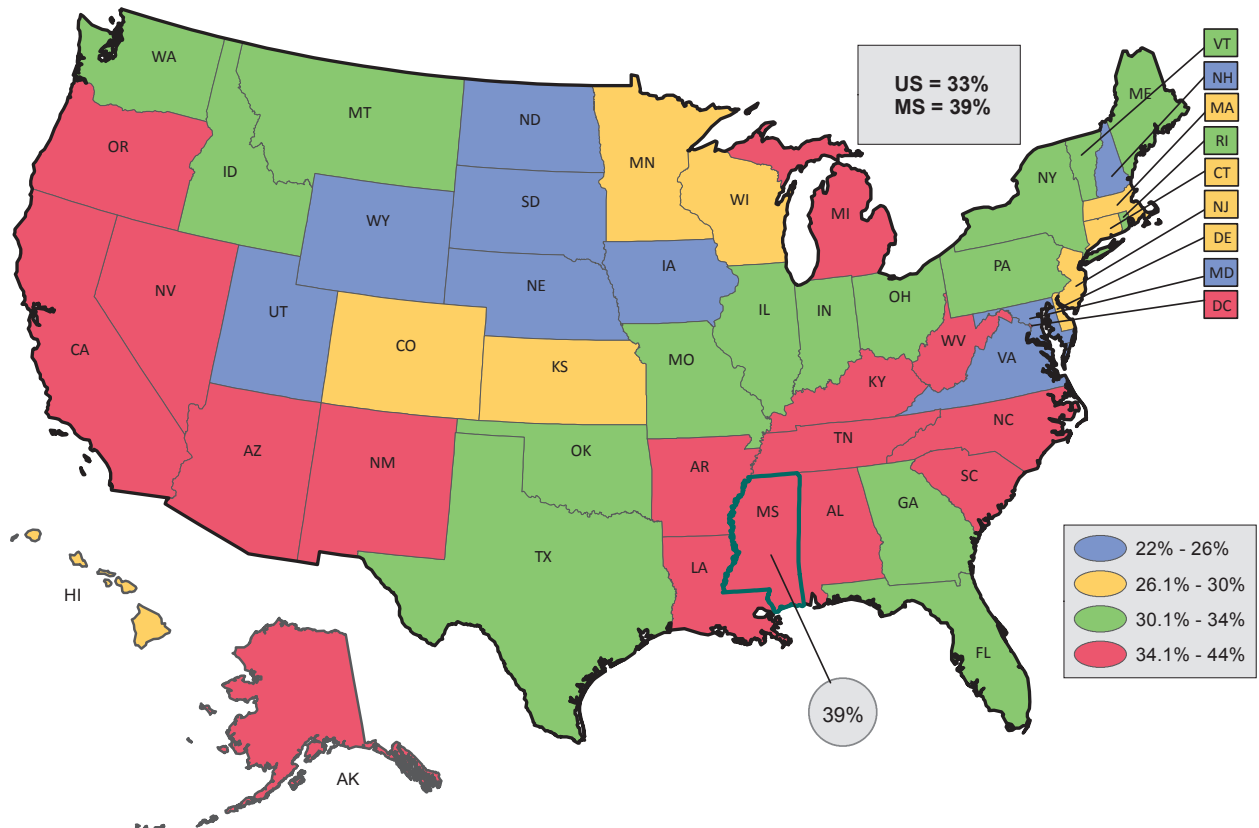 WA
MT
ND
MN
ME
VT
NH
MA
RI
CT
NJ
DE
MD
DC
US = 33%
MS = 39%
OR
ID
WY
SD
WI
MI
NY
NV
UT
NE
IA
PA
CA
CO
KS
MO
IL
IN
OH
WV
VA
KY
AZ
NM
OK
AR
TN
NC
SC
TX
LA
MS
AL
GA
FL
HI
AK
39%
22% - 26%
26.1% - 30%
30.1% - 34%
34.1% - 44%